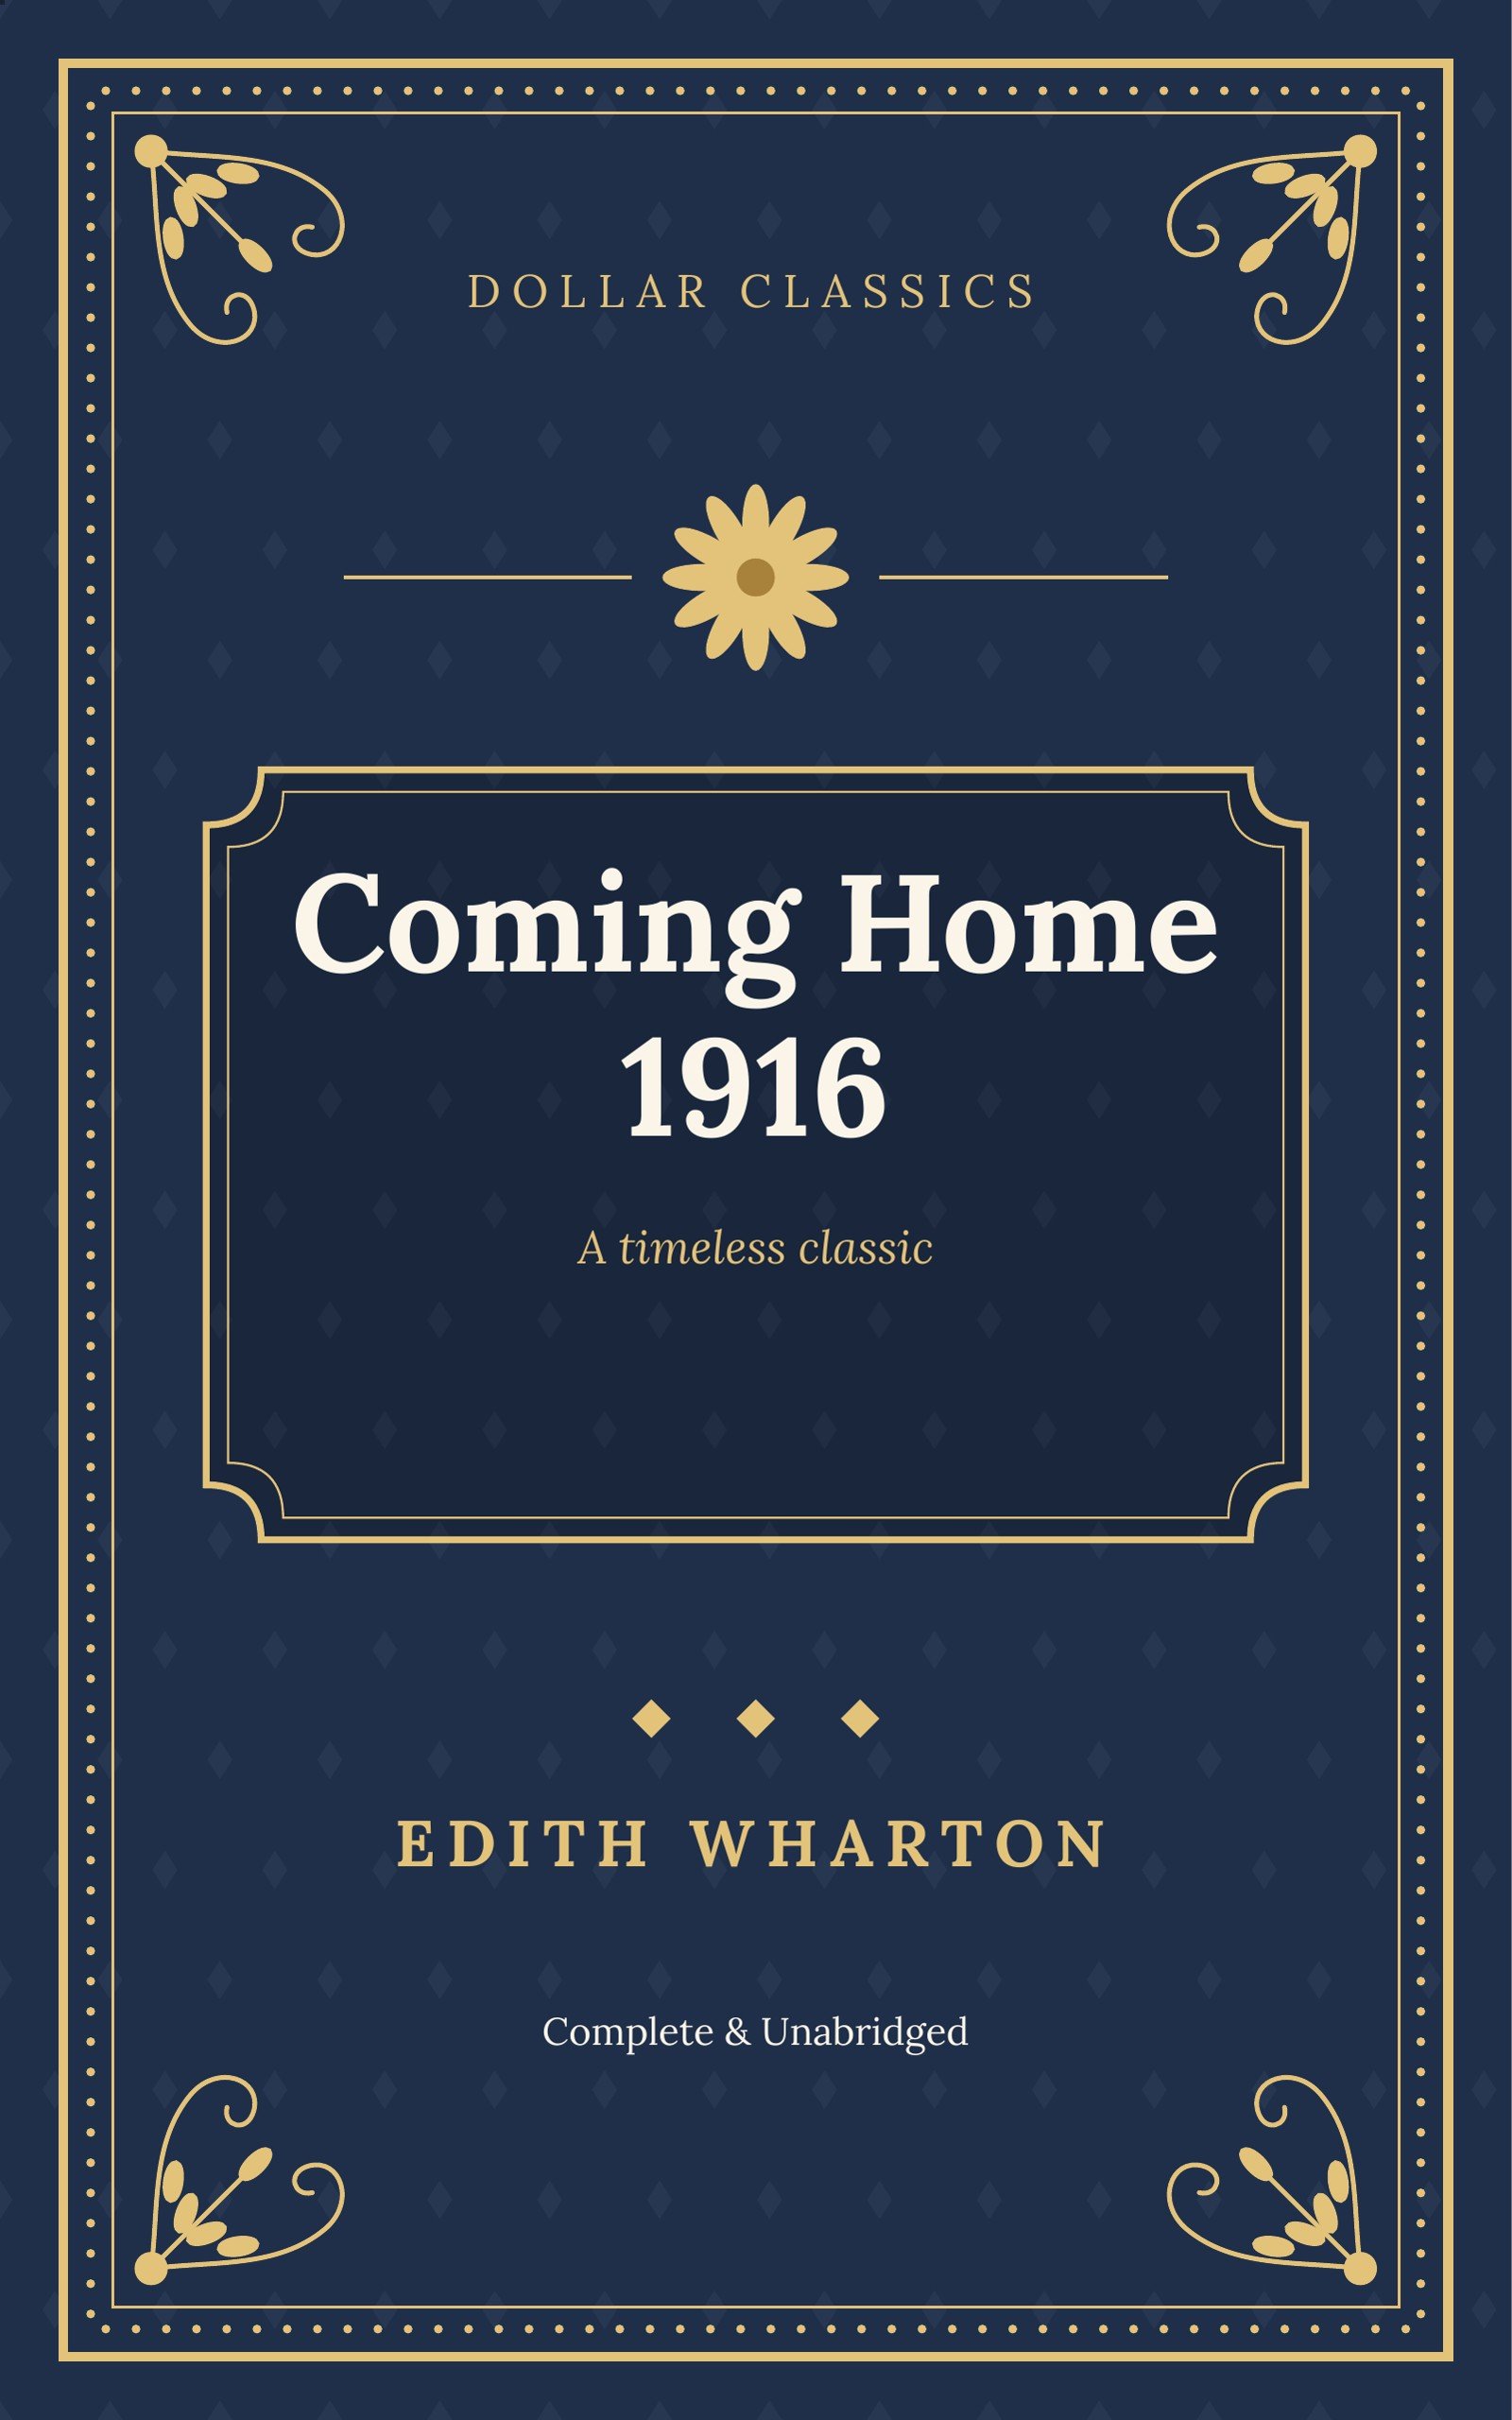 DOLLAR CLASSICS
Coming Home
1916
A timeless classic
EDITH WHARTON
Complete & Unabridged